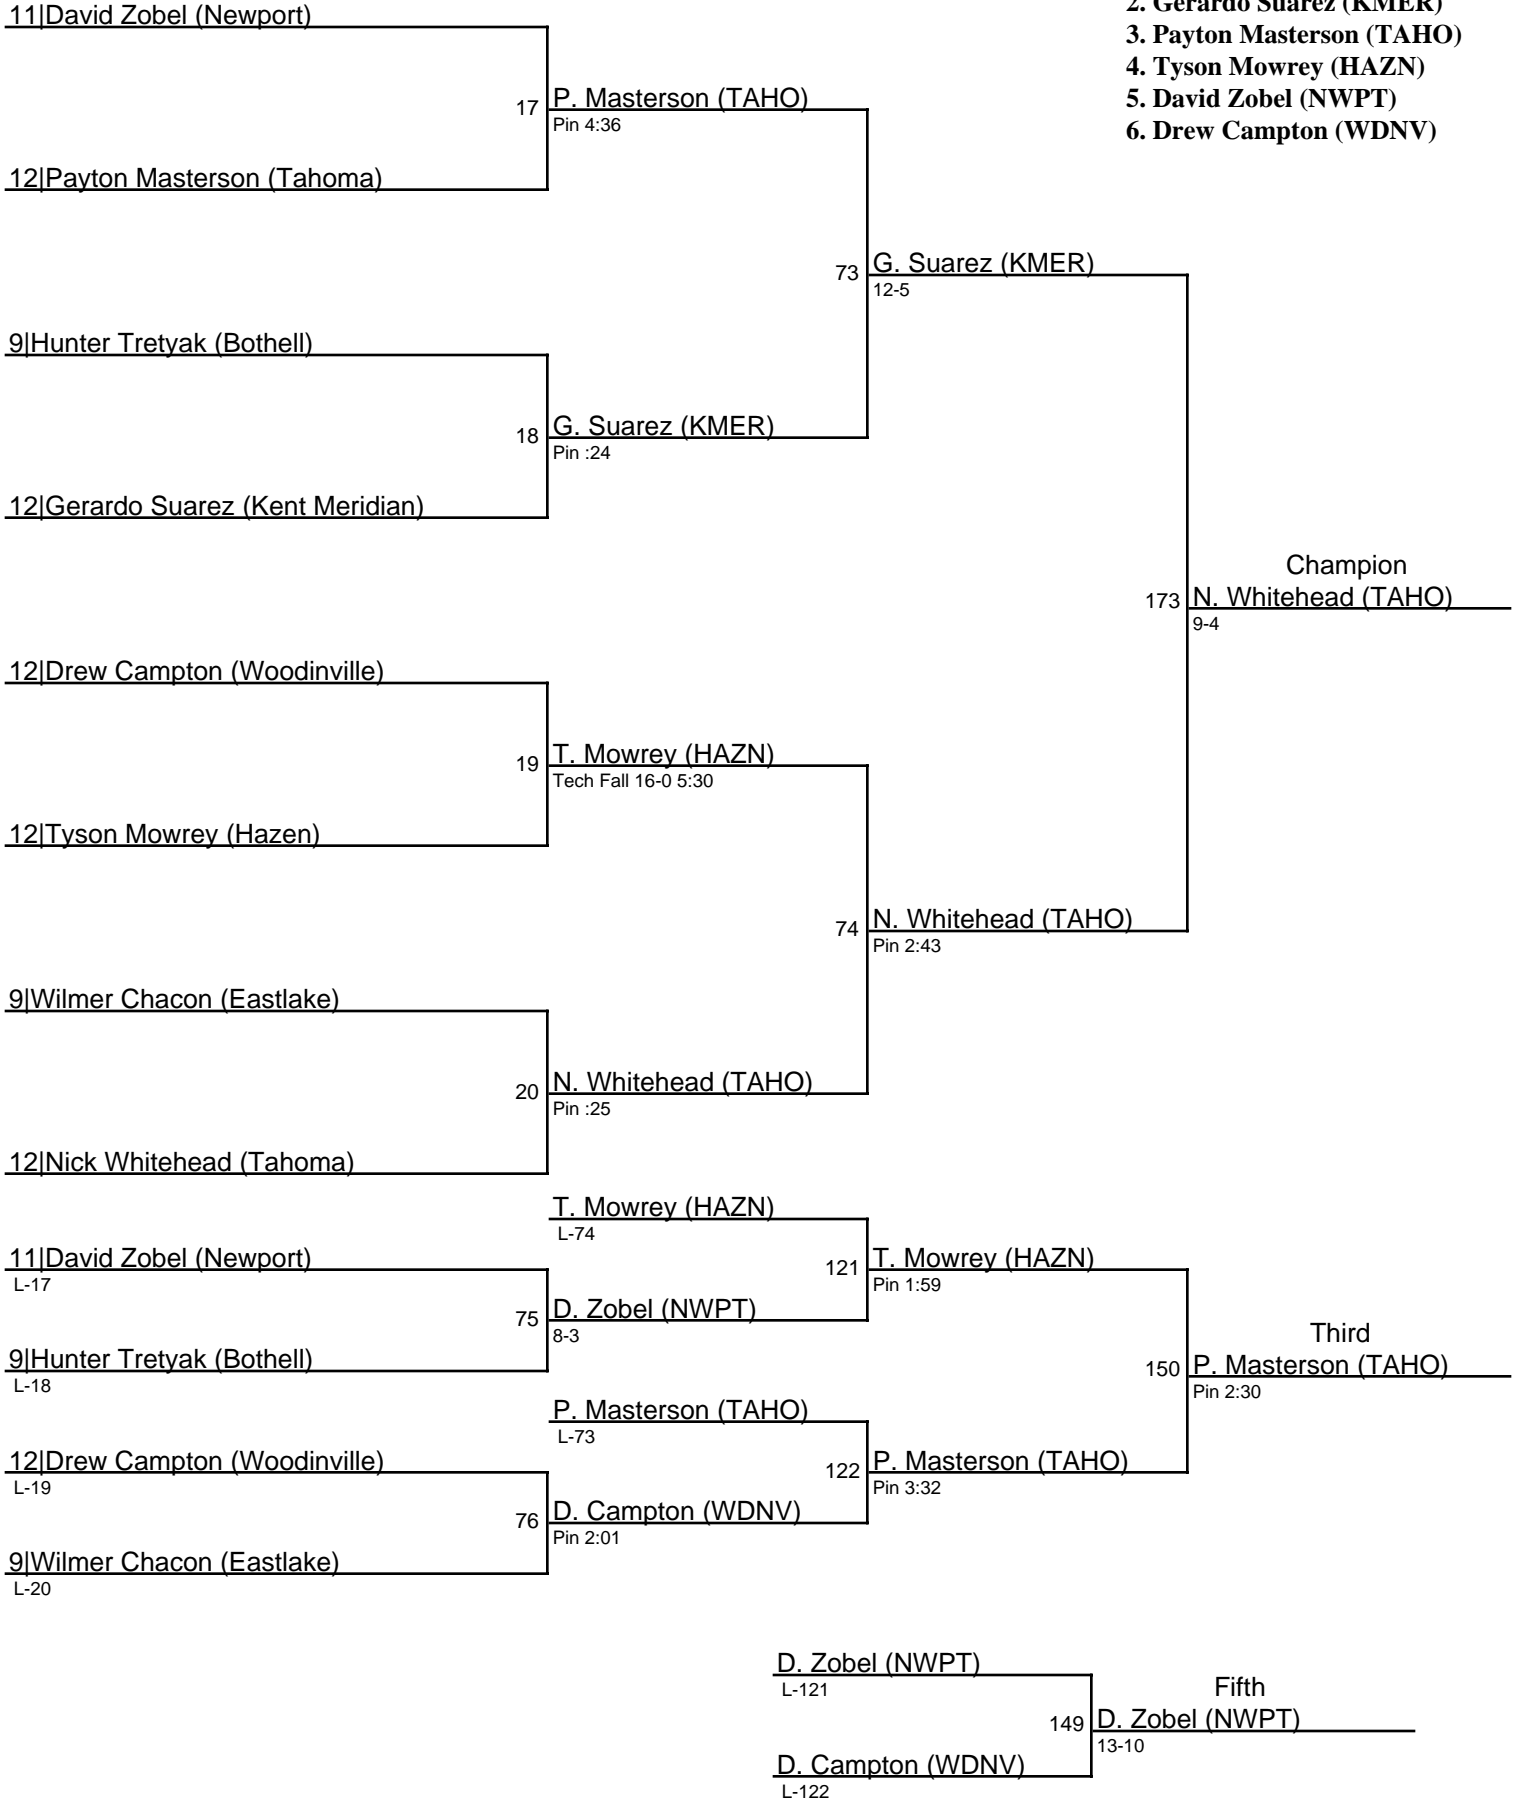 11|David Zobel (Newport)
2. Gerardo Suarez (KMER)
3. Payton Masterson (TAHO)
4. Tyson Mowrey (HAZN)
5. David Zobel (NWPT)
6. Drew Campton (WDNV)
17 P. Masterson (TAHO)
Pin 4:36
12|Payton Masterson (Tahoma)
73 G. Suarez (KMER)
12-5
9|Hunter Tretyak (Bothell)
18 G. Suarez (KMER)
Pin :24
12|Gerardo Suarez (Kent Meridian)
Champion
173 N. Whitehead (TAHO)
9-4
12|Drew Campton (Woodinville)
19 T. Mowrey (HAZN)
Tech Fall 16-0 5:30
12|Tyson Mowrey (Hazen)
74 N. Whitehead (TAHO)
Pin 2:43
9|Wilmer Chacon (Eastlake)
20 N. Whitehead (TAHO)
Pin :25
12|Nick Whitehead (Tahoma)
T. Mowrey (HAZN)
L-74
11|David Zobel (Newport)
L-17
121 T. Mowrey (HAZN)
Pin 1:59
75 D. Zobel (NWPT)
8-3
9|Hunter Tretyak (Bothell)
L-18
Third
150 P. Masterson (TAHO)
Pin 2:30
P. Masterson (TAHO)
L-73
12|Drew Campton (Woodinville)
L-19
122 P. Masterson (TAHO)
Pin 3:32
76 D. Campton (WDNV)
Pin 2:01
9|Wilmer Chacon (Eastlake)
L-20
D. Zobel (NWPT)
L-121
Fifth
149 D. Zobel (NWPT)
13-10
D. Campton (WDNV)
L-122